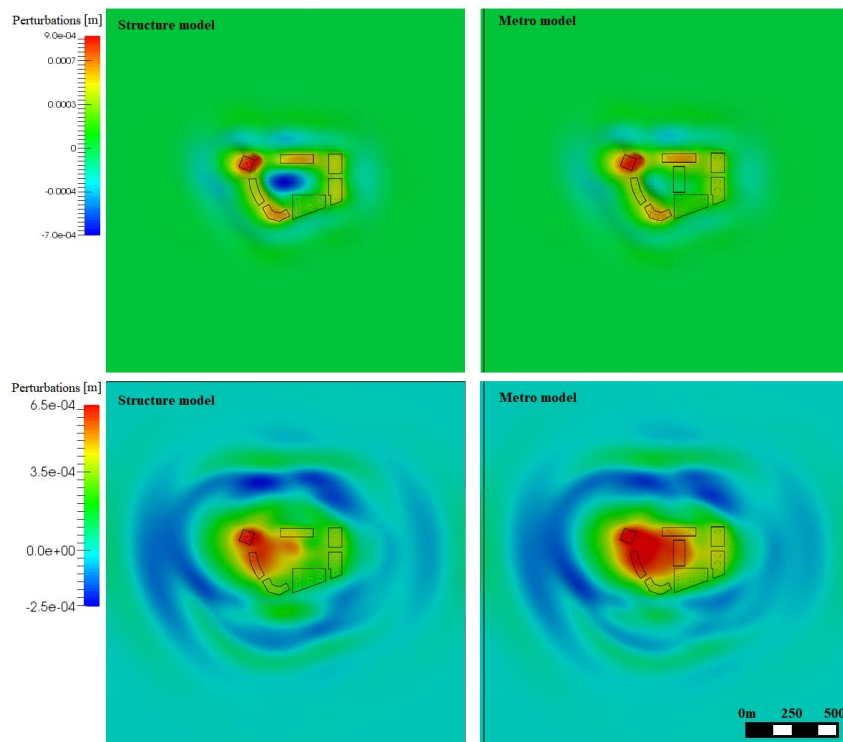 Perturbations [m]
Structure model
Metro model
9.0e-04
0.0007
0.0003
0
-0.0004
-7.0e-04
Perturbations [m]
Structure model
Metro model
6.5e-04
3.5e-04
0.0e+00
-2.5e-04
0m 250 500